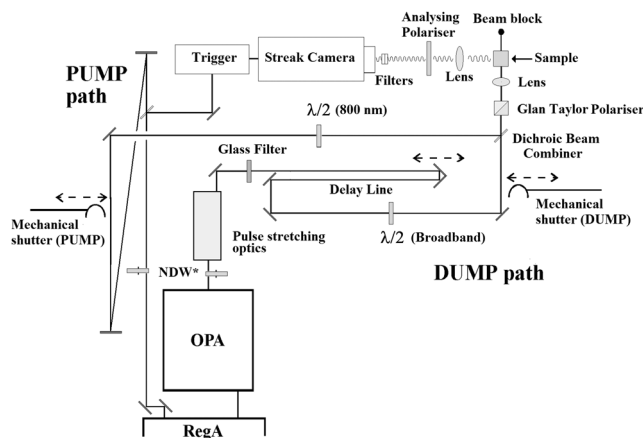 Analysing
Polariser
Beam block
Trigger
Streak Camera
Sample
Filters
Lens
Lens
PUMP
path
λ/2 (800 nm)
Glan Taylor Polariser
Glass Filter
Dichroic Beam
Combiner
Delay Line
Mechanical
shutter (PUMP)
Mechanical
shutter (DUMP)
Pulse stretching
optics
λ/2 (Broadband)
NDW*
DUMP path
OPA
RegA